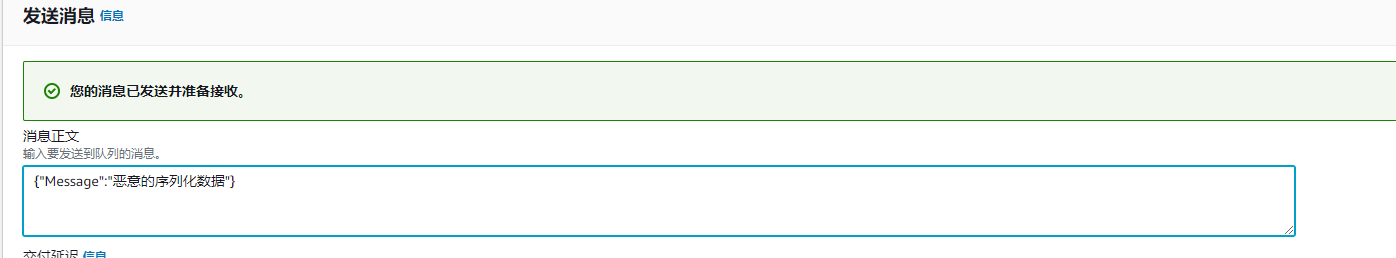 发送消息 信息
您的消息已发送并准备接收。
消息正文
输入要发送到队列的消息。
{"Message":"恶意的序列化数据"}
交付延迟 信息